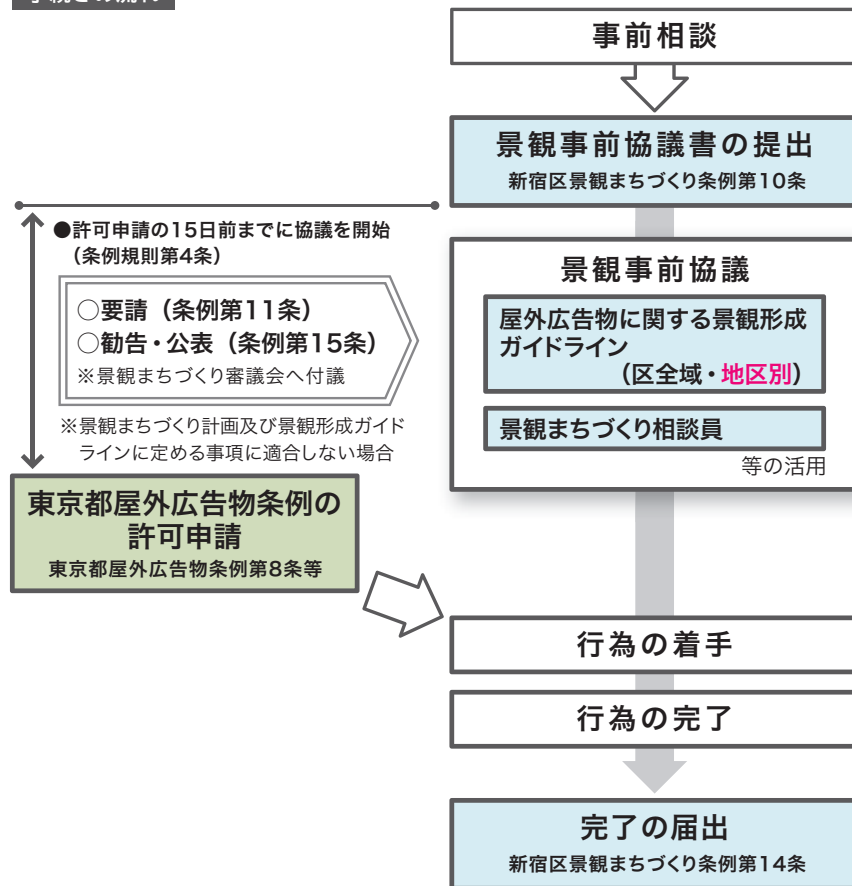 事前相談
景観事前協議書の提出
新宿区景観まちづくり条例第10条
●許可申請の15日前までに協議を開始
（条例規則第4条）
○要請（条例第11条）
○勧告・公表（条例第15条）
※景観まちづくり審議会へ付議
※景観まちづくり計画及び景観形成ガイド
ラインに定める事項に適合しない場合
景観事前協議
屋外広告物に関する景観形成
ガイドライン
（区全域・地区別）
景観まちづくり相談員
等の活用
東京都屋外広告物条例の
許可申請
東京都屋外広告物条例第8条等
行為の着手
行為の完了
完了の届出
新宿区景観まちづくり条例第14条